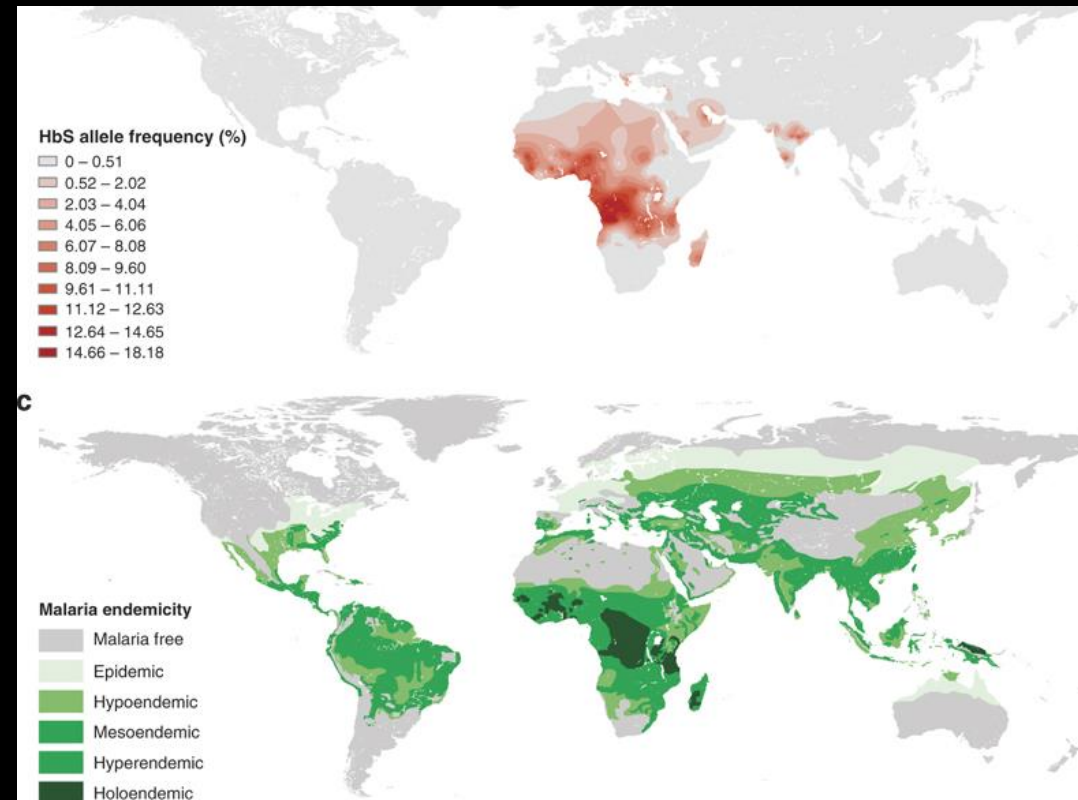 HbS allele frequency (%)
0 – 0.51
0.52 – 2.02
2.03 – 4.04
4.05 – 6.06
6.07 – 8.08
8.09 – 9.60
9.61 – 11.11
11.12 – 12.63
12.64 – 14.65
14.66 – 18.18
c
Malaria endemicity
Malaria free
Epidemic
Hypoendemic
Mesoendemic
Hyperendemic
Holoendemic